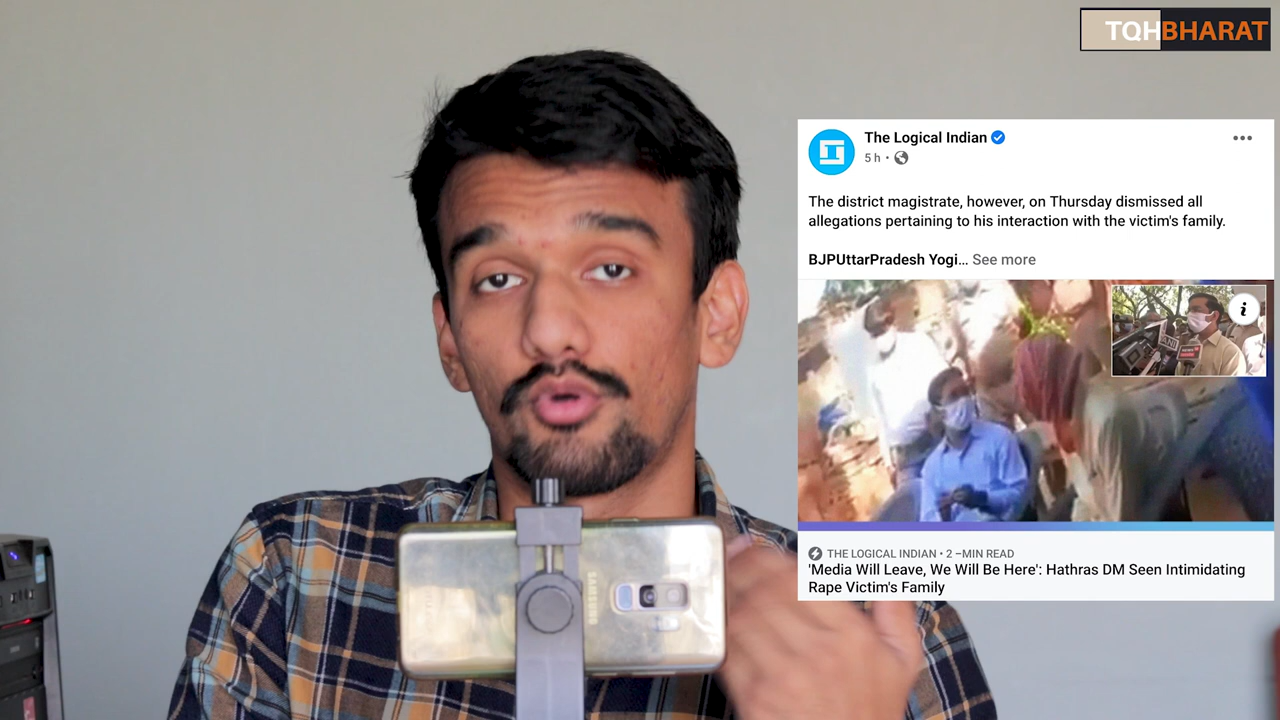 TQHBHARAT
The Logical Indian
5 h
The district magistrate, however, on Thursday dismissed all
allegations pertaining to his interaction with the victim's family.
BJPUttarPradesh Yogi... See more
i
ANI
THE LOGICAL INDIAN • 2 –MIN READ
'Media Will Leave, We Will Be Here': Hathras DM Seen Intimidating
Rape Victim's Family
SAMSUNG